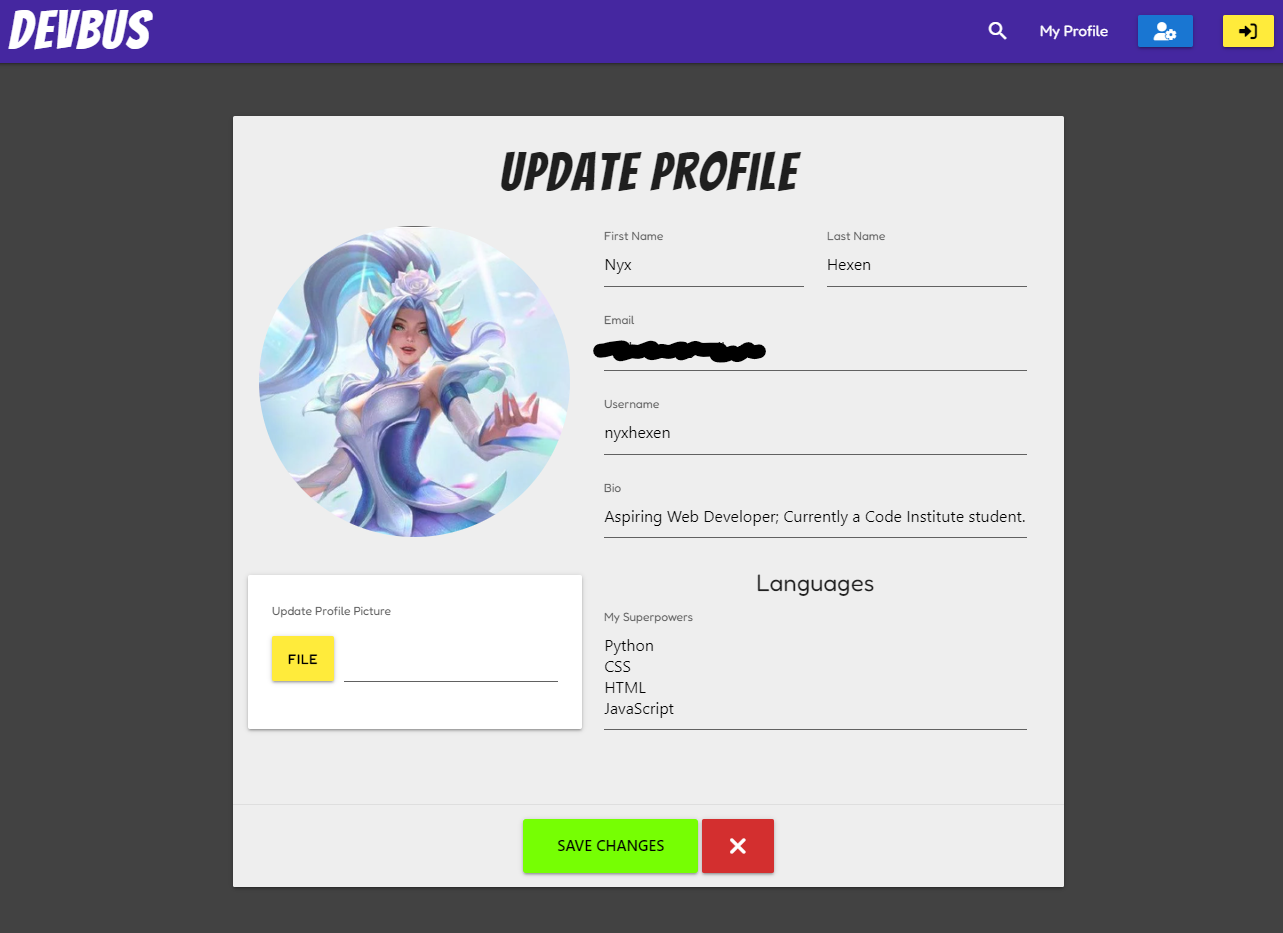 DEVBUS
My Profile
UPDATE PROFILE
First Name
Last Name
Nyx
Hexen
Email
Username
nyxhexen
Bio
Aspiring Web Developer; Currently a Code Institute student.
Update Profile Picture
FILE
Languages
My Superpowers
Python
CSS
HTML
JavaScript
SAVE CHANGES